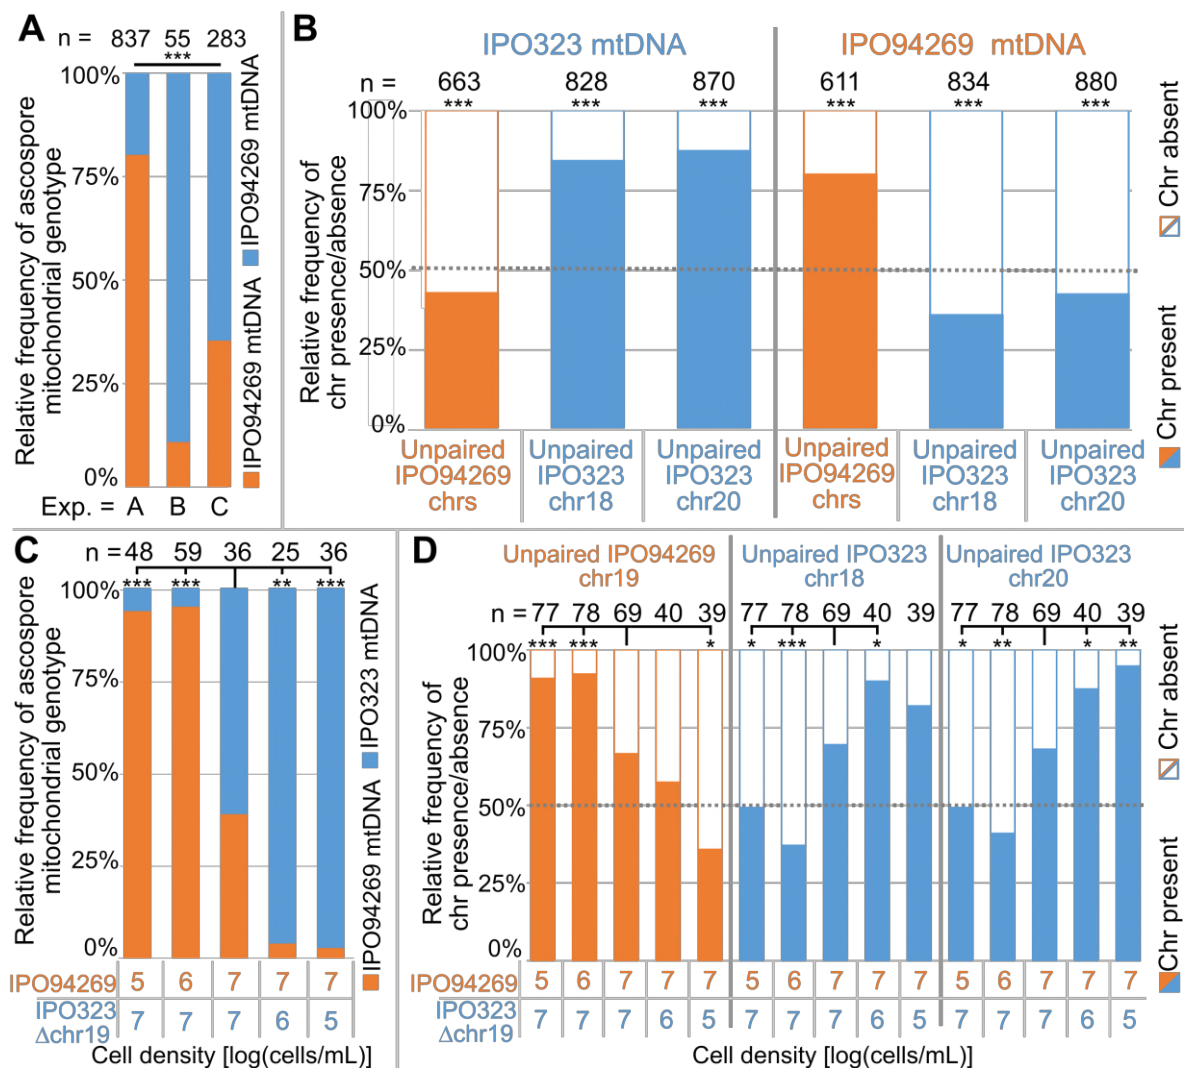 A
n = 837 55 283
***
100%
75%
50%
25%
0%
Relative frequency of ascospore
mitochondrial genotype
Exp. = A B C
IPO94269 mtDNA IPO94269 mtDNA
B
IPO323 mtDNA IPO94269 mtDNA
n = 663 828 870 611 834 880
*** *** *** *** *** ***
100%
75%
50%
25%
0%
Relative frequency of
chr presence/absence
Unpaired Unpaired Unpaired Unpaired Unpaired Unpaired
IPO94269 IPO323 IPO323 IPO94269 IPO323 IPO323
chrs chr18 chr20 chrs chr18 chr20
Chr present Chr absent
C
n = 48 59 36 25 36
*** *** ** ***
100%
75%
50%
25%
0%
Relative frequency of ascospore
mitochondrial genotype
IPO94269 5 6 7 7 7
IPO323
Δchr19 7 7 7 6 5
Cell density [log(cells/mL)]
IPO94269 mtDNA IPO323 mtDNA
D
Unpaired IPO94269 Unpaired IPO323 Unpaired IPO323
chr19 chr18 chr20
n = 77 78 69 40 39 77 78 69 40 39 77 78 69 40 39
*** *** * * *** * * ** * **
100%
75%
50%
25%
0%
Relative frequency of
chr presence/absence
IPO94269 5 6 7 7 7 5 6 7 7 7 5 6 7 7 7
IPO323
Δchr19 7 7 7 6 5 7 7 7 6 5 7 7 7 6 5
Cell density [log(cells/mL)]
Chr present Chr absent